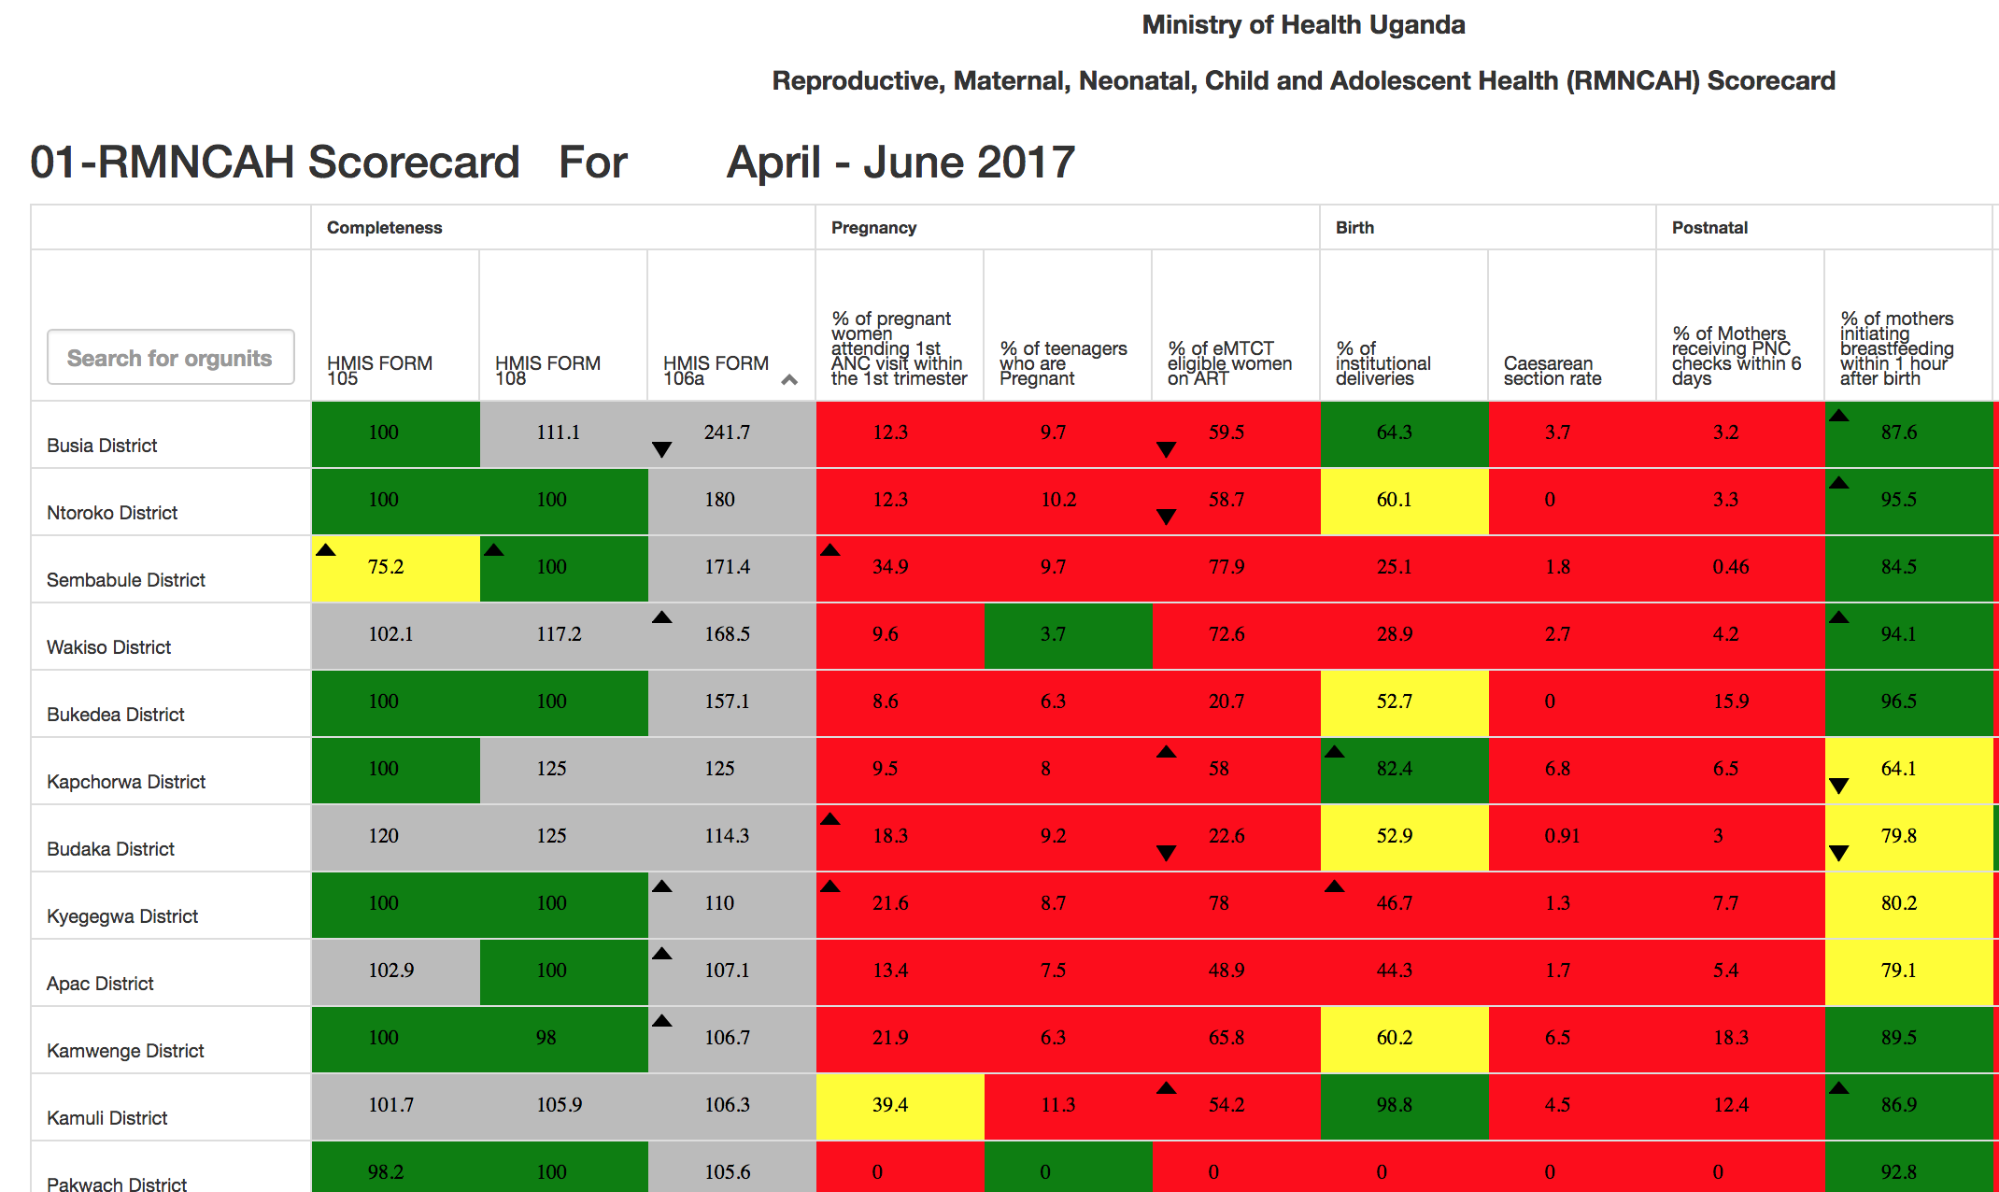 Ministry of Health Uganda
Reproductive, Maternal, Neonatal, Child and Adolescent Health (RMNCAH) Scorecard
01-RMNCAH Scorecard For April - June 2017
Completeness Pregnancy Birth Postnatal
Search for orgunits
HMIS FORM
105
HMIS FORM
108
HMIS FORM
106a
% of pregnant
women
attending 1st
ANC visit within
the 1st trimester
% of teenagers
who are
Pregnant
% of eMTCT
eligible women
on ART
% of
institutional
deliveries
Caesarean
section rate
% of Mothers
receiving PNC
checks within 6
days
% of mothers
initiating
breastfeeding
within 1 hour
after birth
Busia District 100 111.1 241.7 12.3 9.7 59.5 64.3 3.7 3.2 87.6
Ntoroko District 100 100 180 12.3 10.2 58.7 60.1 0 3.3 95.5
Sembabule District 75.2 100 171.4 34.9 9.7 77.9 25.1 1.8 0.46 84.5
Wakiso District 102.1 117.2 168.5 9.6 3.7 72.6 28.9 2.7 4.2 94.1
Bukedea District 100 100 157.1 8.6 6.3 20.7 52.7 0 15.9 96.5
Kapchorwa District 100 125 125 9.5 8 58 82.4 6.8 6.5 64.1
Budaka District 120 125 114.3 18.3 9.2 22.6 52.9 0.91 3 79.8
Kyegegwa District 100 100 110 21.6 8.7 78 46.7 1.3 7.7 80.2
Apac District 102.9 100 107.1 13.4 7.5 48.9 44.3 1.7 5.4 79.1
Kamwenge District 100 98 106.7 21.9 6.3 65.8 60.2 6.5 18.3 89.5
Kamuli District 101.7 105.9 106.3 39.4 11.3 54.2 98.8 4.5 12.4 86.9
Pakwach District 98.2 100 105.6 0 0 0 0 0 0 92.8